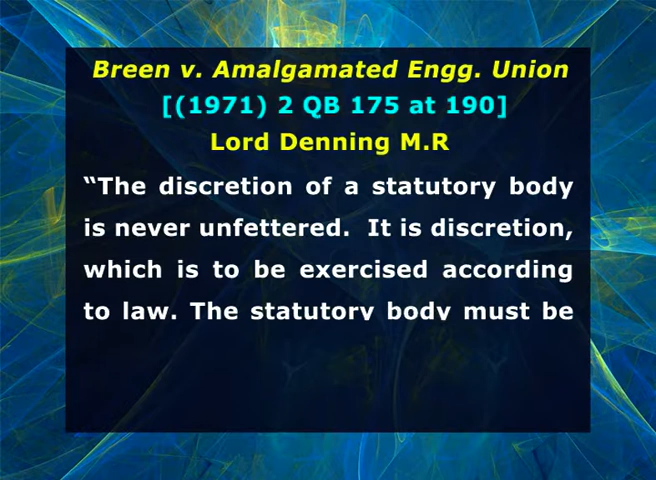 Breen v. Amalgamated Engg. Union
[(1971) 2 QB 175 at 190]
Lord Denning M.R
“The discretion of a statutory body
is never unfettered. It is discretion,
which is to be exercised according
to law. The statutory body must be